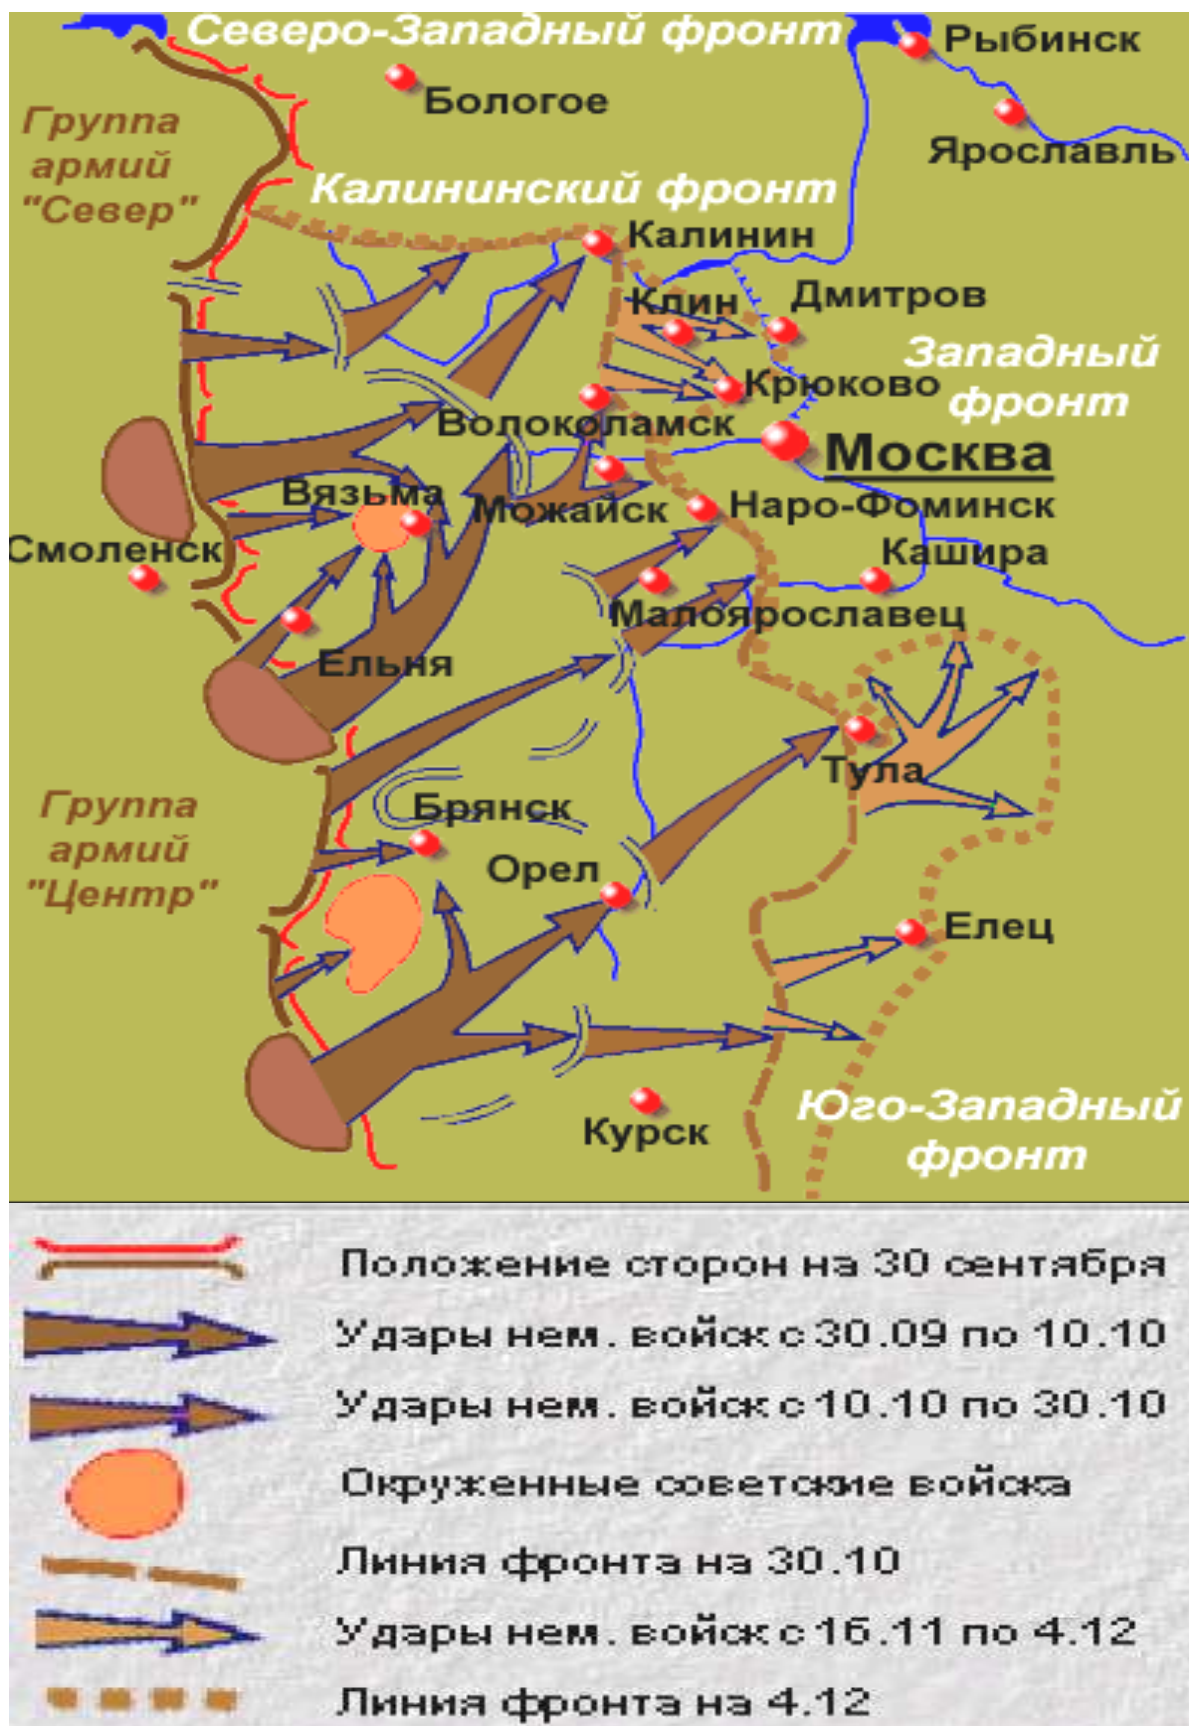 Северо-Западный фронт
Рыбинск
Бологое
Ярославль
Группа
армий
"Север"
Калининский фронт
Калинин
Клин
Дмитров
Западный
фронт
Крюково
Волоколамск
Москва
Вязьма
Можайск
Наро-Фоминск
Смоленск
Кашира
Малоярославец
Ельня
Тула
Группа
армий
"Центр"
Брянск
Орел
Елец
Курск
Юго-Западный
фронт
Положение сторон на 30 сентября
Удары нем. войск с 30.09 по 10.10
Удары нем. войск с 10.10 по 30.10
Окруженные советские войска
Линия фронта на 30.10
Удары нем. войск с 16.11 по 4.12
Линия фронта на 4.12